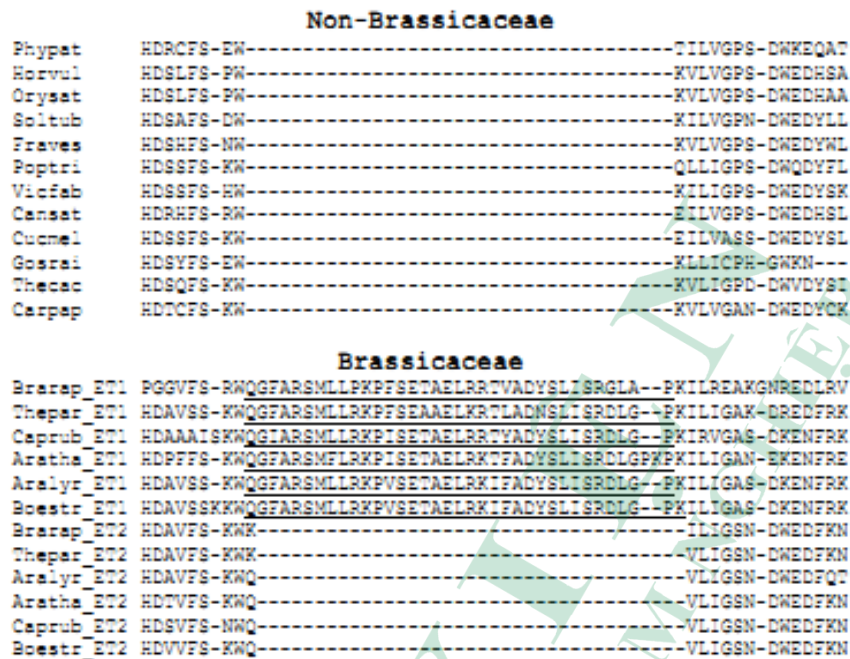 Non-Brassicaceae
Phypat HDRCFS-EW-------------------------------------TILVGPS-DWKEQAT
Horvul HDSLFS-PW-------------------------------------KVLVGPS-DWEDHSA
Orysat HDSLFS-PW-------------------------------------KVLVGPS-DWEDHAA
Soltub HDSAFS-DW-------------------------------------KILVGPN-DWEDYLL
Fraves HDSHFS-NW-------------------------------------KVLVGPS-DWEDYWL
Poptri HDSSFS-KW-------------------------------------QLLIGPS-DWQDYFL
Vicfab HDSSFS-HW-------------------------------------KILIGPS-DWEDYSK
Cansat HDRHFS-RW-------------------------------------EILVGPS-DWEDHSL
Cucmel HDSSFS-KW-------------------------------------EILVASS-DWEDYSL
Gosrai HDSYFS-EW-------------------------------------KLLICPH-GWKN---
Thecac HDSQFS-KW-------------------------------------KVLIGPD-DWVDYSI
Carpap HDTCFS-KW-------------------------------------KVLVGAN-DWEDYCK
Brassicaceae
Brarap_ET1 PGGVFS-RWQGFARSMLLPKPFSETAELRRTVADYSLISRGLA--PKILREAKGNREDLRV
Thepar_ET1 HDAVSS-KWQGFARSMLLRKPFSEAAELKRTLADNSLISRDLG--PKILIGAK-DREDFRK
Caprub_ET1 HDAAAISKWQGIARSMLLRKPISETAELRRTYADYSLISRDLG--PKIRVGAS-DKENFRK
Aratha_ET1 HDPFFS-KWQGFARSMFLRKPISETAELRKTFADYSLISRDLGPKPKILIGAN-DKENFRE
Aralyr_ET1 HDAVSS-KWQGFARSMLLRKPVSETAELRKIFADYSLISRDLG--PKILIGAS-DKENFRK
Boestr_ET1 HDAVSSKKWQGFARSMLLRKPVSETAELRKIFADYSLISRDLG--PKILIGAS-DKENFRK
Brarap_ET2 HDAVFS-KWK-------------------------------------VLIGSN-DWEDFKN
Thepar_ET2 HDAVFS-KWK-------------------------------------VLIGSN-DWEDFKN
Aralyr_ET2 HDAVFS-KWQ-------------------------------------VLIGSN-DWEDFQT
Aratha_ET2 HDTVFS-KWQ-------------------------------------VLIGSN-DWEDFKN
Caprub_ET2 HDSVFS-NWQ-------------------------------------VLIGSN-DWEDFKN
Boestr_ET2 HDVVFS-KWQ-------------------------------------VLIGSN-DWEDFKN